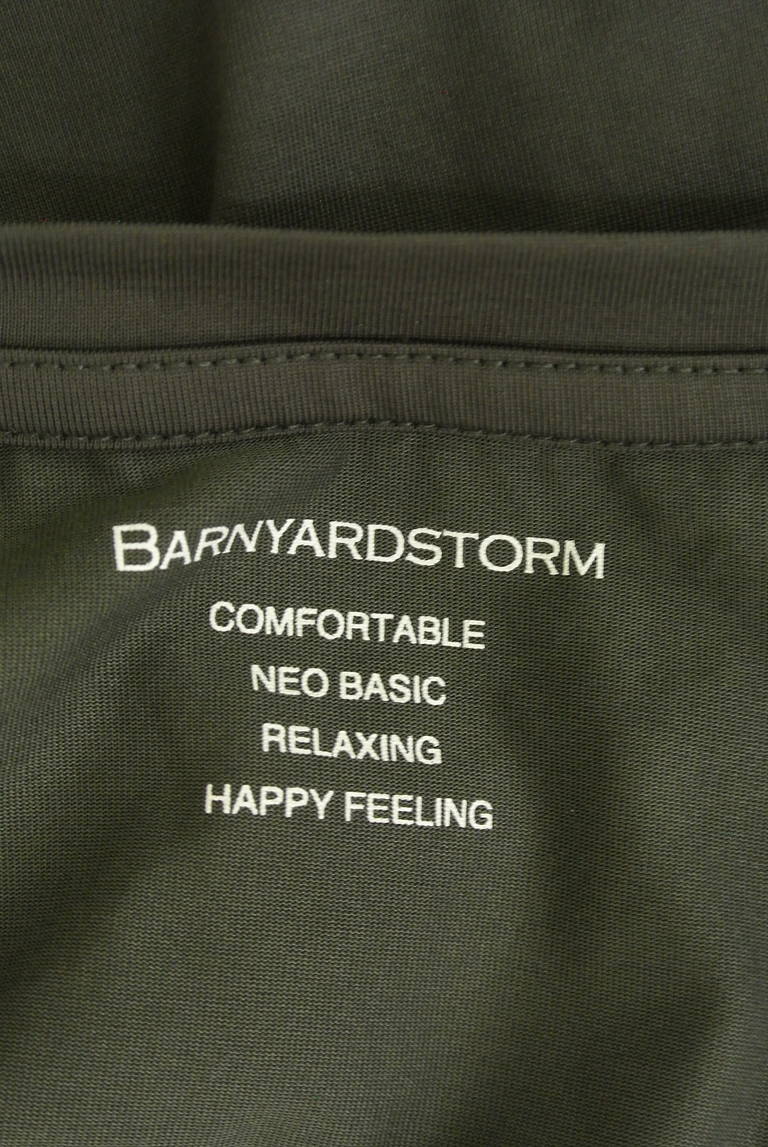 BARNYARDSTORM
COMFORTABLE
NEO BASIC
RELAXING
HAPPY FEELING